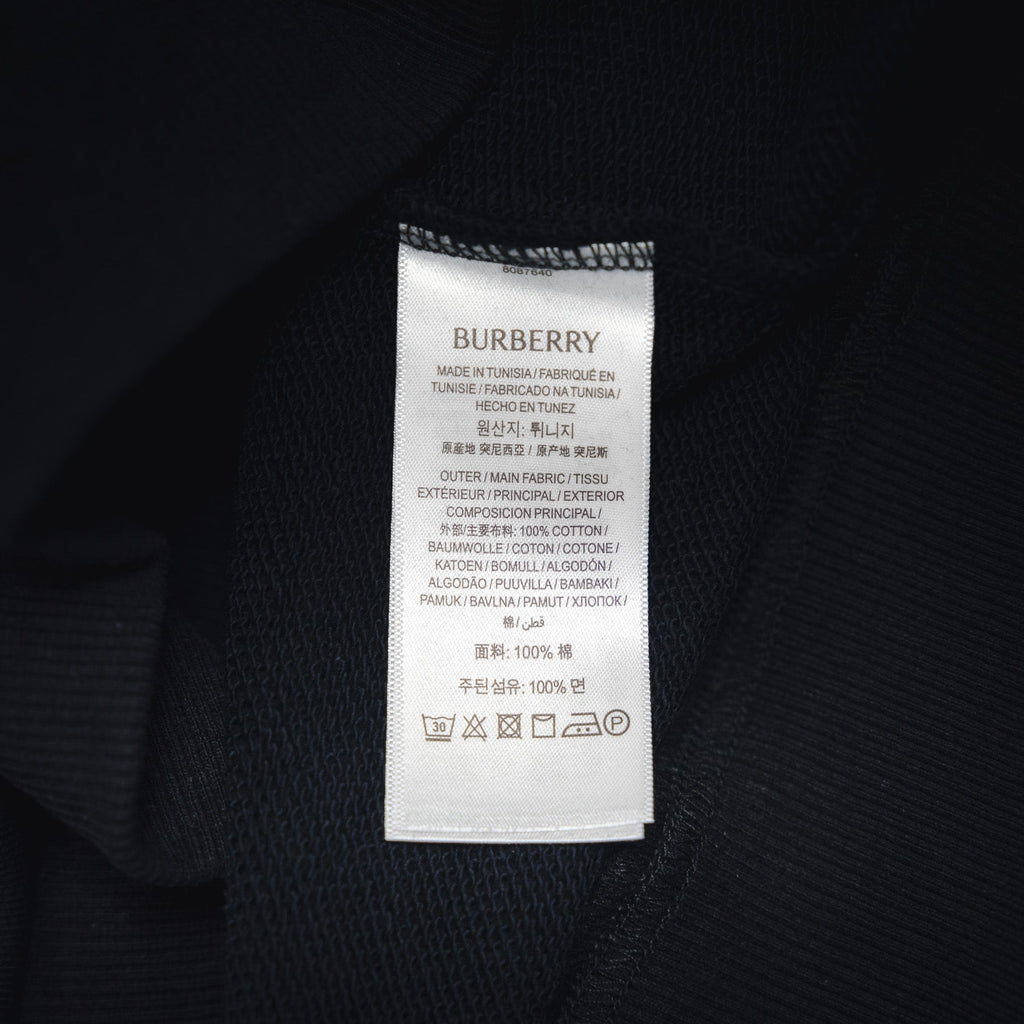 8087640
BURBERRY
MADE IN TUNISIA / FABRIQUÉ EN
TUNISIE / FABRICADO NA TUNISIA /
HECHO EN TUNEZ
원산지: 튀니지
原産地 突尼西亞 / 原产地 突尼斯
OUTER / MAIN FABRIC / TISSU
EXTÉRIEUR / PRINCIPAL / EXTERIOR
COMPOSICION PRINCIPAL /
外部/主要布料: 100% COTTON /
BAUMWOLLE / COTON / COTONE /
KATOEN / BOMULL / ALGODÓN /
ALGODÃO / PUUVILLA / BAMBAKI /
PAMUK / BAVLNA / PAMUT / ХЛОПОК /
棉 / قطن
面料: 100% 棉
주된섬유: 100% 면
30 P